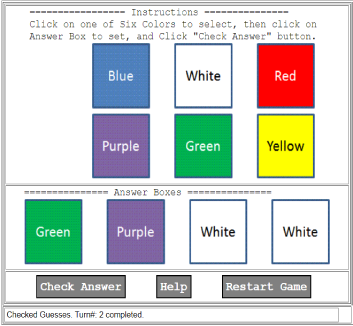 ---------------- Instructions --------------
Click on one of Six Colors to select, then click on
Answer Box to set, and Click "Check Answer" button.
Blue White Red
Purple Green Yellow
============== Answer Boxes ==============
Green Purple White White
Check Answer Help Restart Game
Checked Guesses. Turn#: 2 completed.